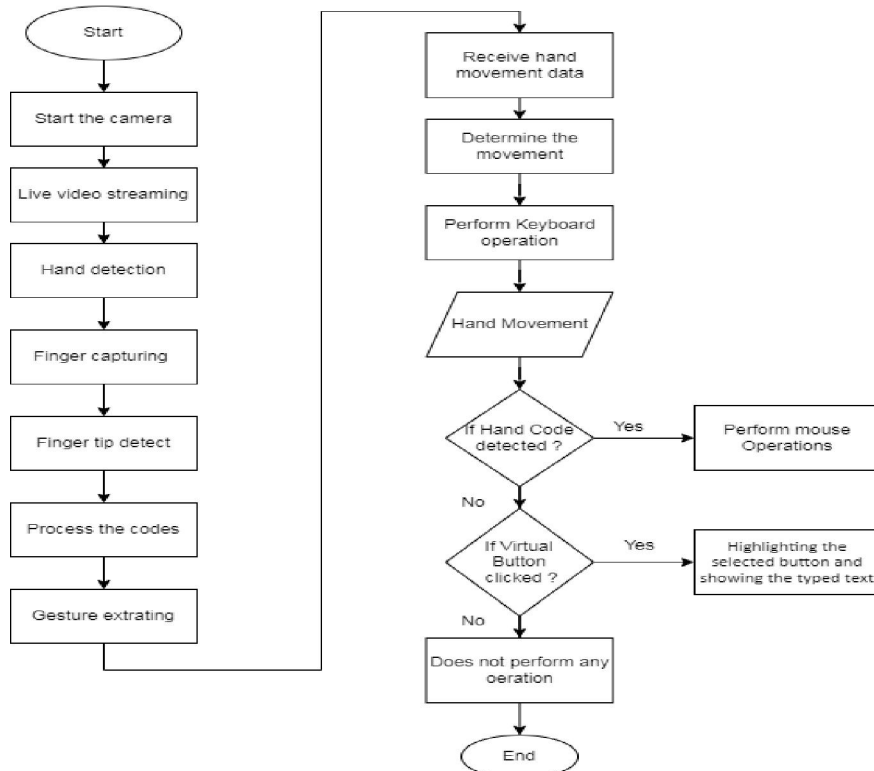 Start
Start the camera
Live video streaming
Hand detection
Finger capturing
Finger tip detect
Process the codes
Gesture extrating
Receive hand
movement data
Determine the
movement
Perform Keyboard
operation
Hand Movement
If Hand Code
detected ?
Yes
Perform mouse
Operations
No
If Virtual
Button
clicked ?
Yes
Highlighting the
selected button and
showing the typed text
No
Does not perform any
oeration
End